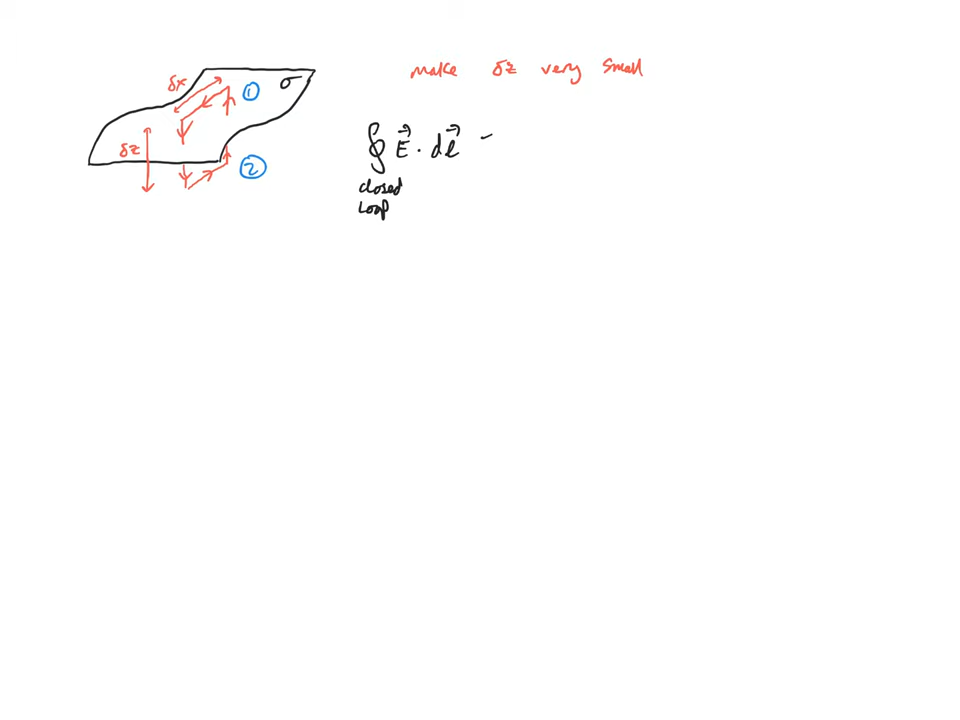 make δz very small
δx
σ
①
δz
②
∮ E⃗ · dl⃗ =
closed
loop